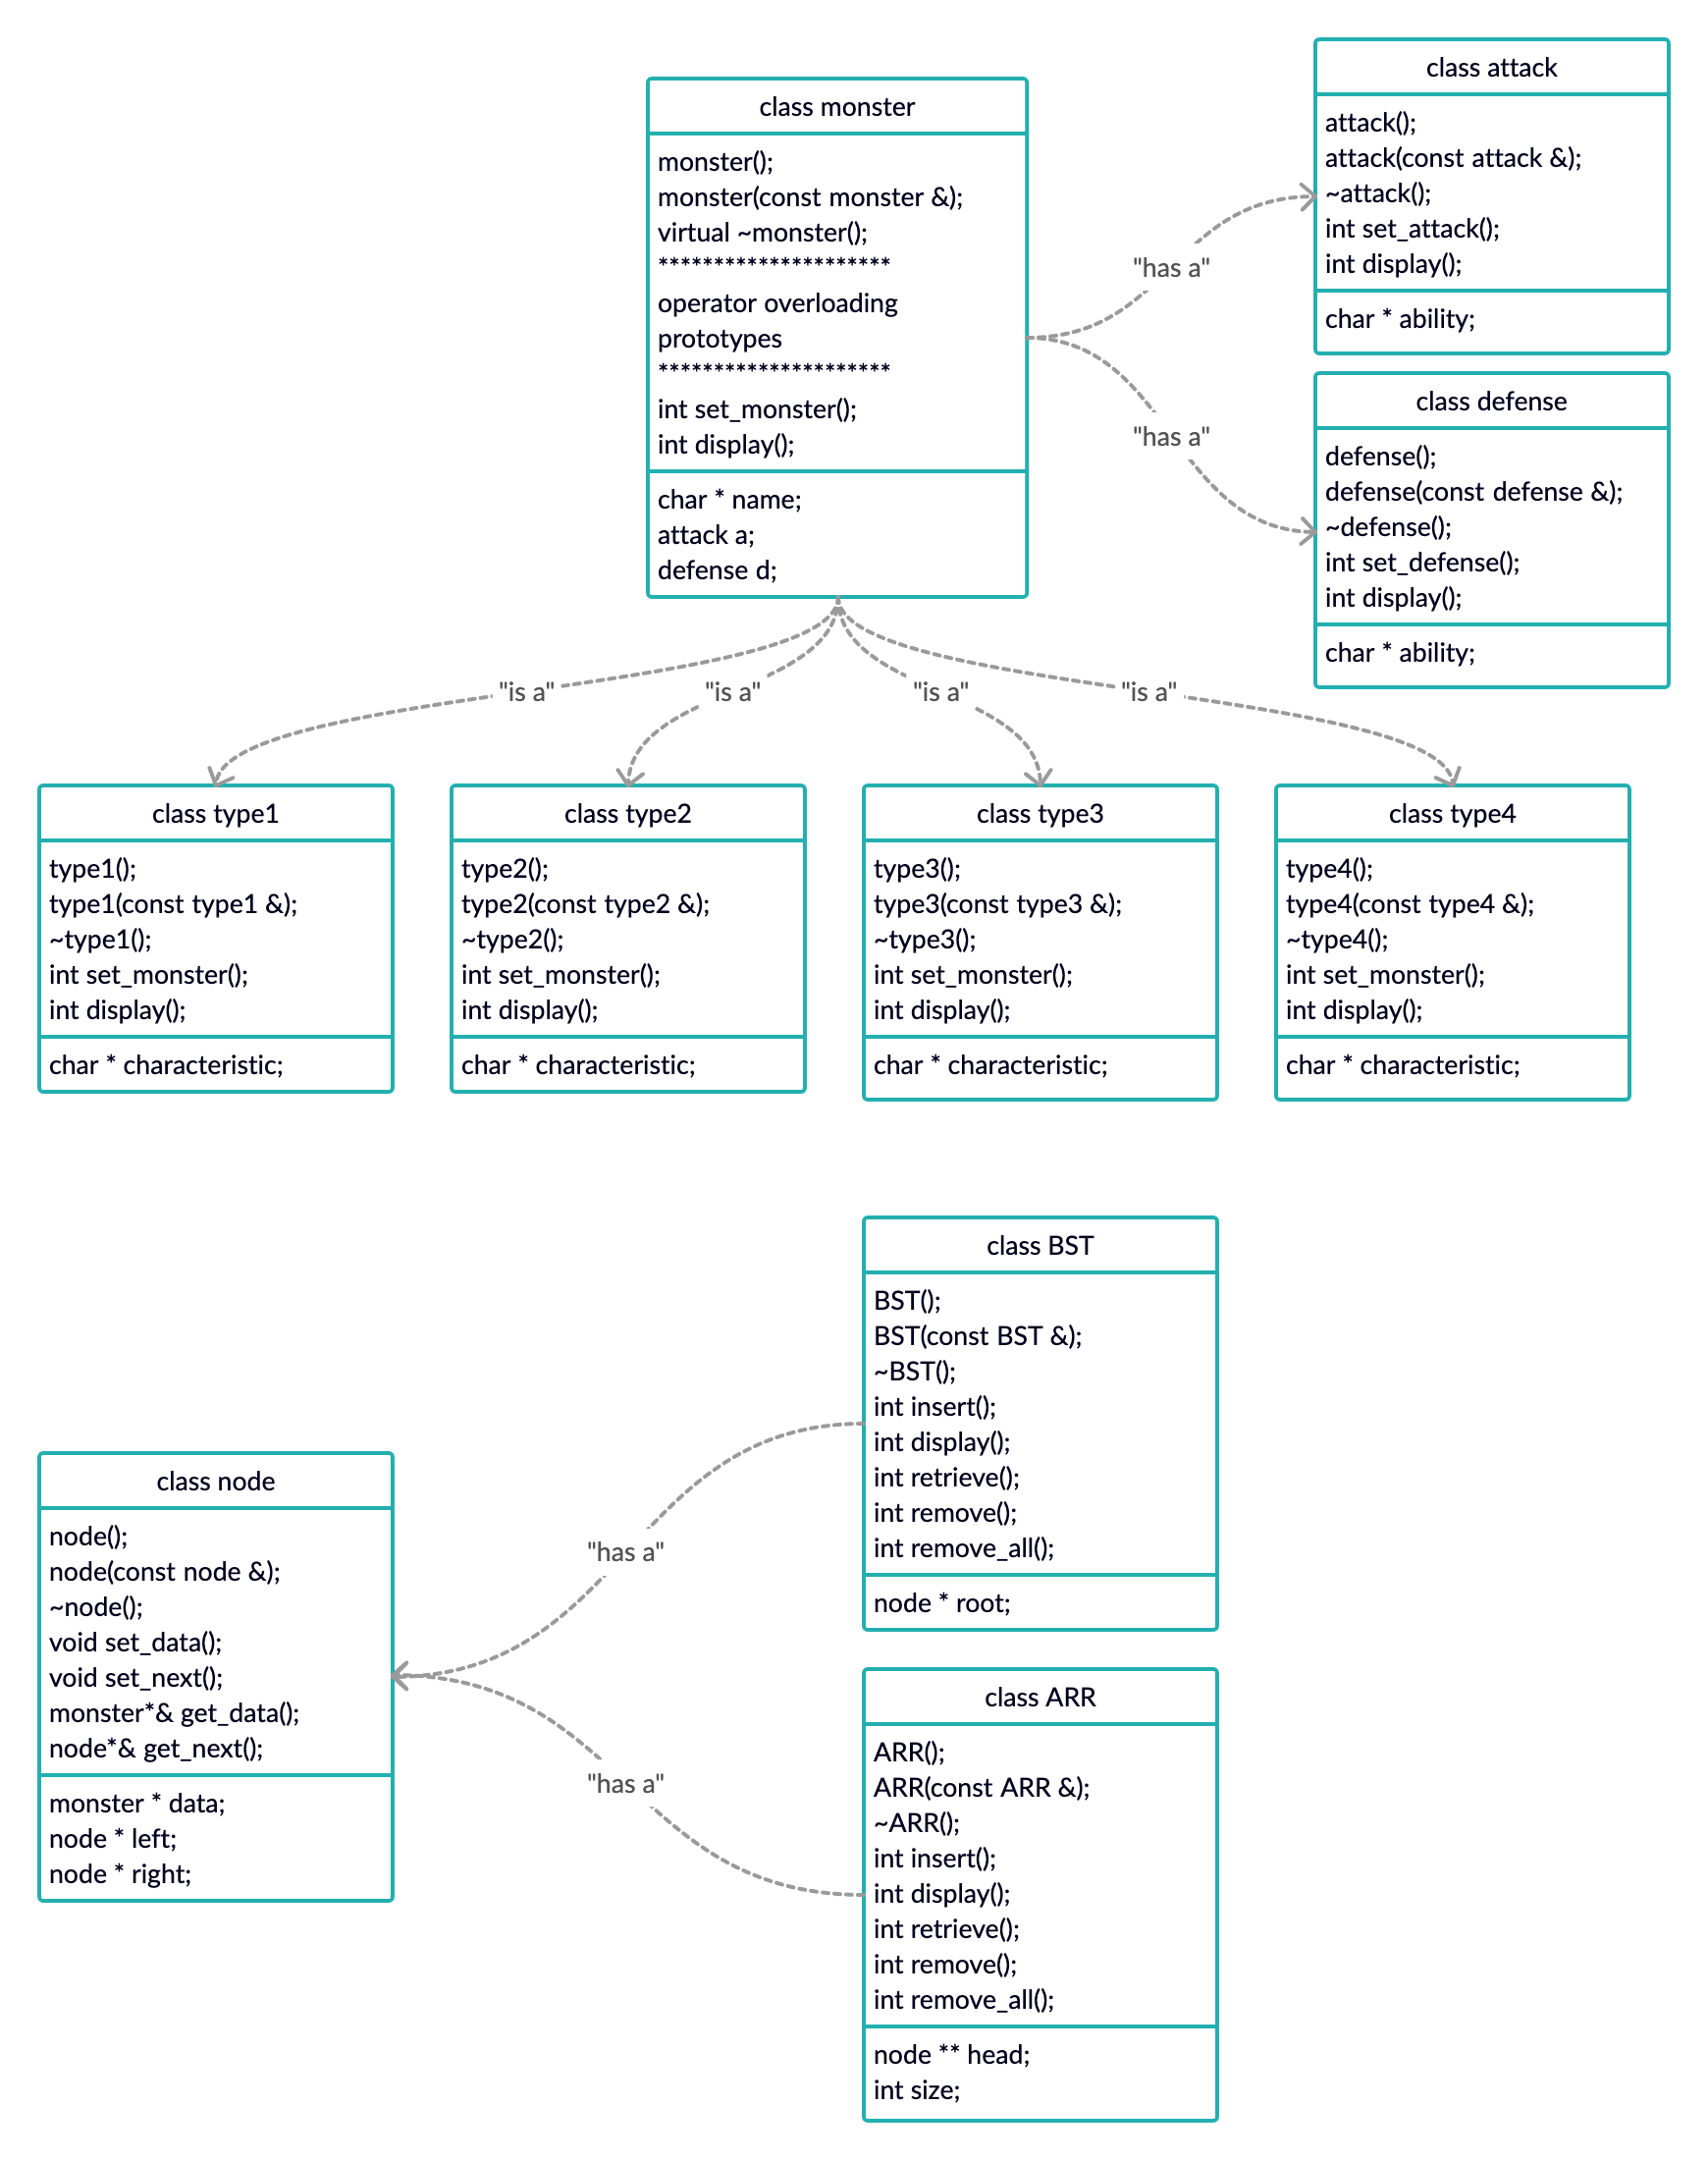 class monster
monster();
monster(const monster &);
virtual ~monster();
*********************
operator overloading
prototypes
*********************
int set_monster();
int display();
char * name;
attack a;
defense d;
"has a"
"has a"
class attack
attack();
attack(const attack &);
~attack();
int set_attack();
int display();
char * ability;
class defense
defense();
defense(const defense &);
~defense();
int set_defense();
int display();
char * ability;
"is a"
"is a"
"is a"
"is a"
class type1
type1();
type1(const type1 &);
~type1();
int set_monster();
int display();
char * characteristic;
class type2
type2();
type2(const type2 &);
~type2();
int set_monster();
int display();
char * characteristic;
class type3
type3();
type3(const type3 &);
~type3();
int set_monster();
int display();
char * characteristic;
class type4
type4();
type4(const type4 &);
~type4();
int set_monster();
int display();
char * characteristic;
class node
node();
node(const node &);
~node();
void set_data();
void set_next();
monster*& get_data();
node*& get_next();
monster * data;
node * left;
node * right;
"has a"
"has a"
class BST
BST();
BST(const BST &);
~BST();
int insert();
int display();
int retrieve();
int remove();
int remove_all();
node * root;
class ARR
ARR();
ARR(const ARR &);
~ARR();
int insert();
int display();
int retrieve();
int remove();
int remove_all();
node ** head;
int size;